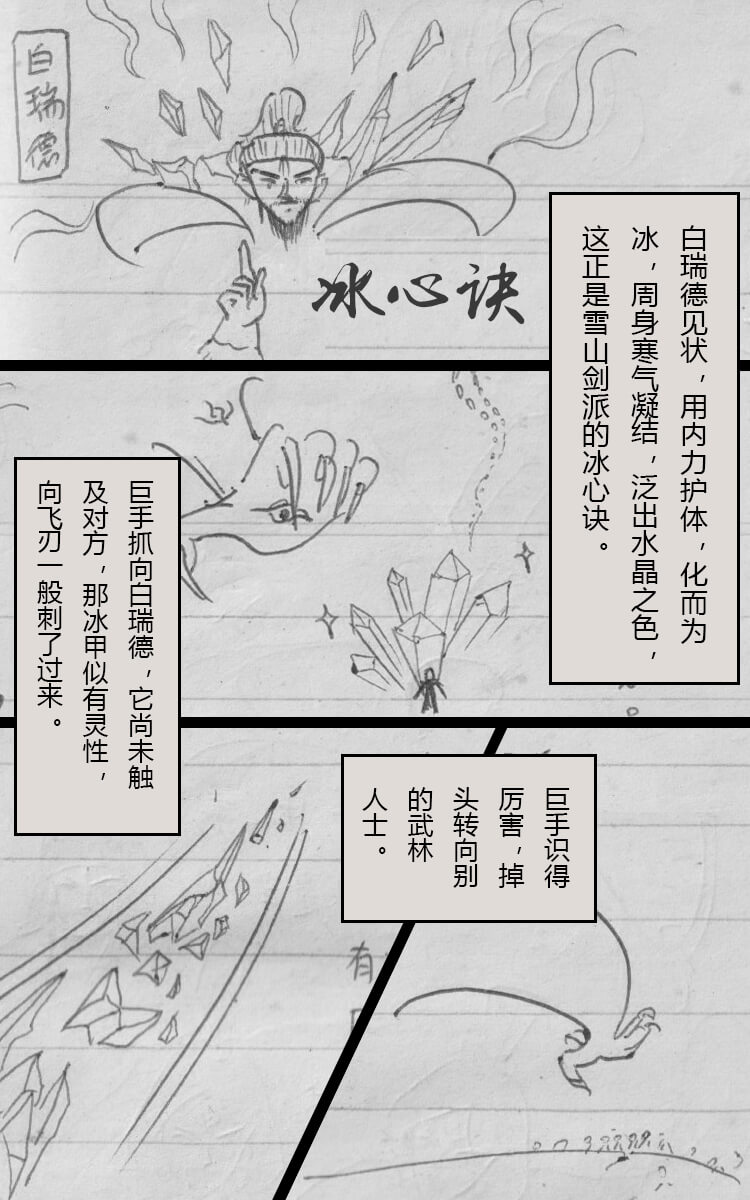 白瑞德
冰心诀
白瑞德见状，用内力护体，化而为
冰，周身寒气凝结，泛出水晶之色，
这正是雪山剑派的冰心诀。
巨手抓向白瑞德，它尚未触
及对方，那冰甲似有灵性，
向飞刃一般刺了过来。
巨手识得
厉害，掉
头转向别
的武林
人士。
有